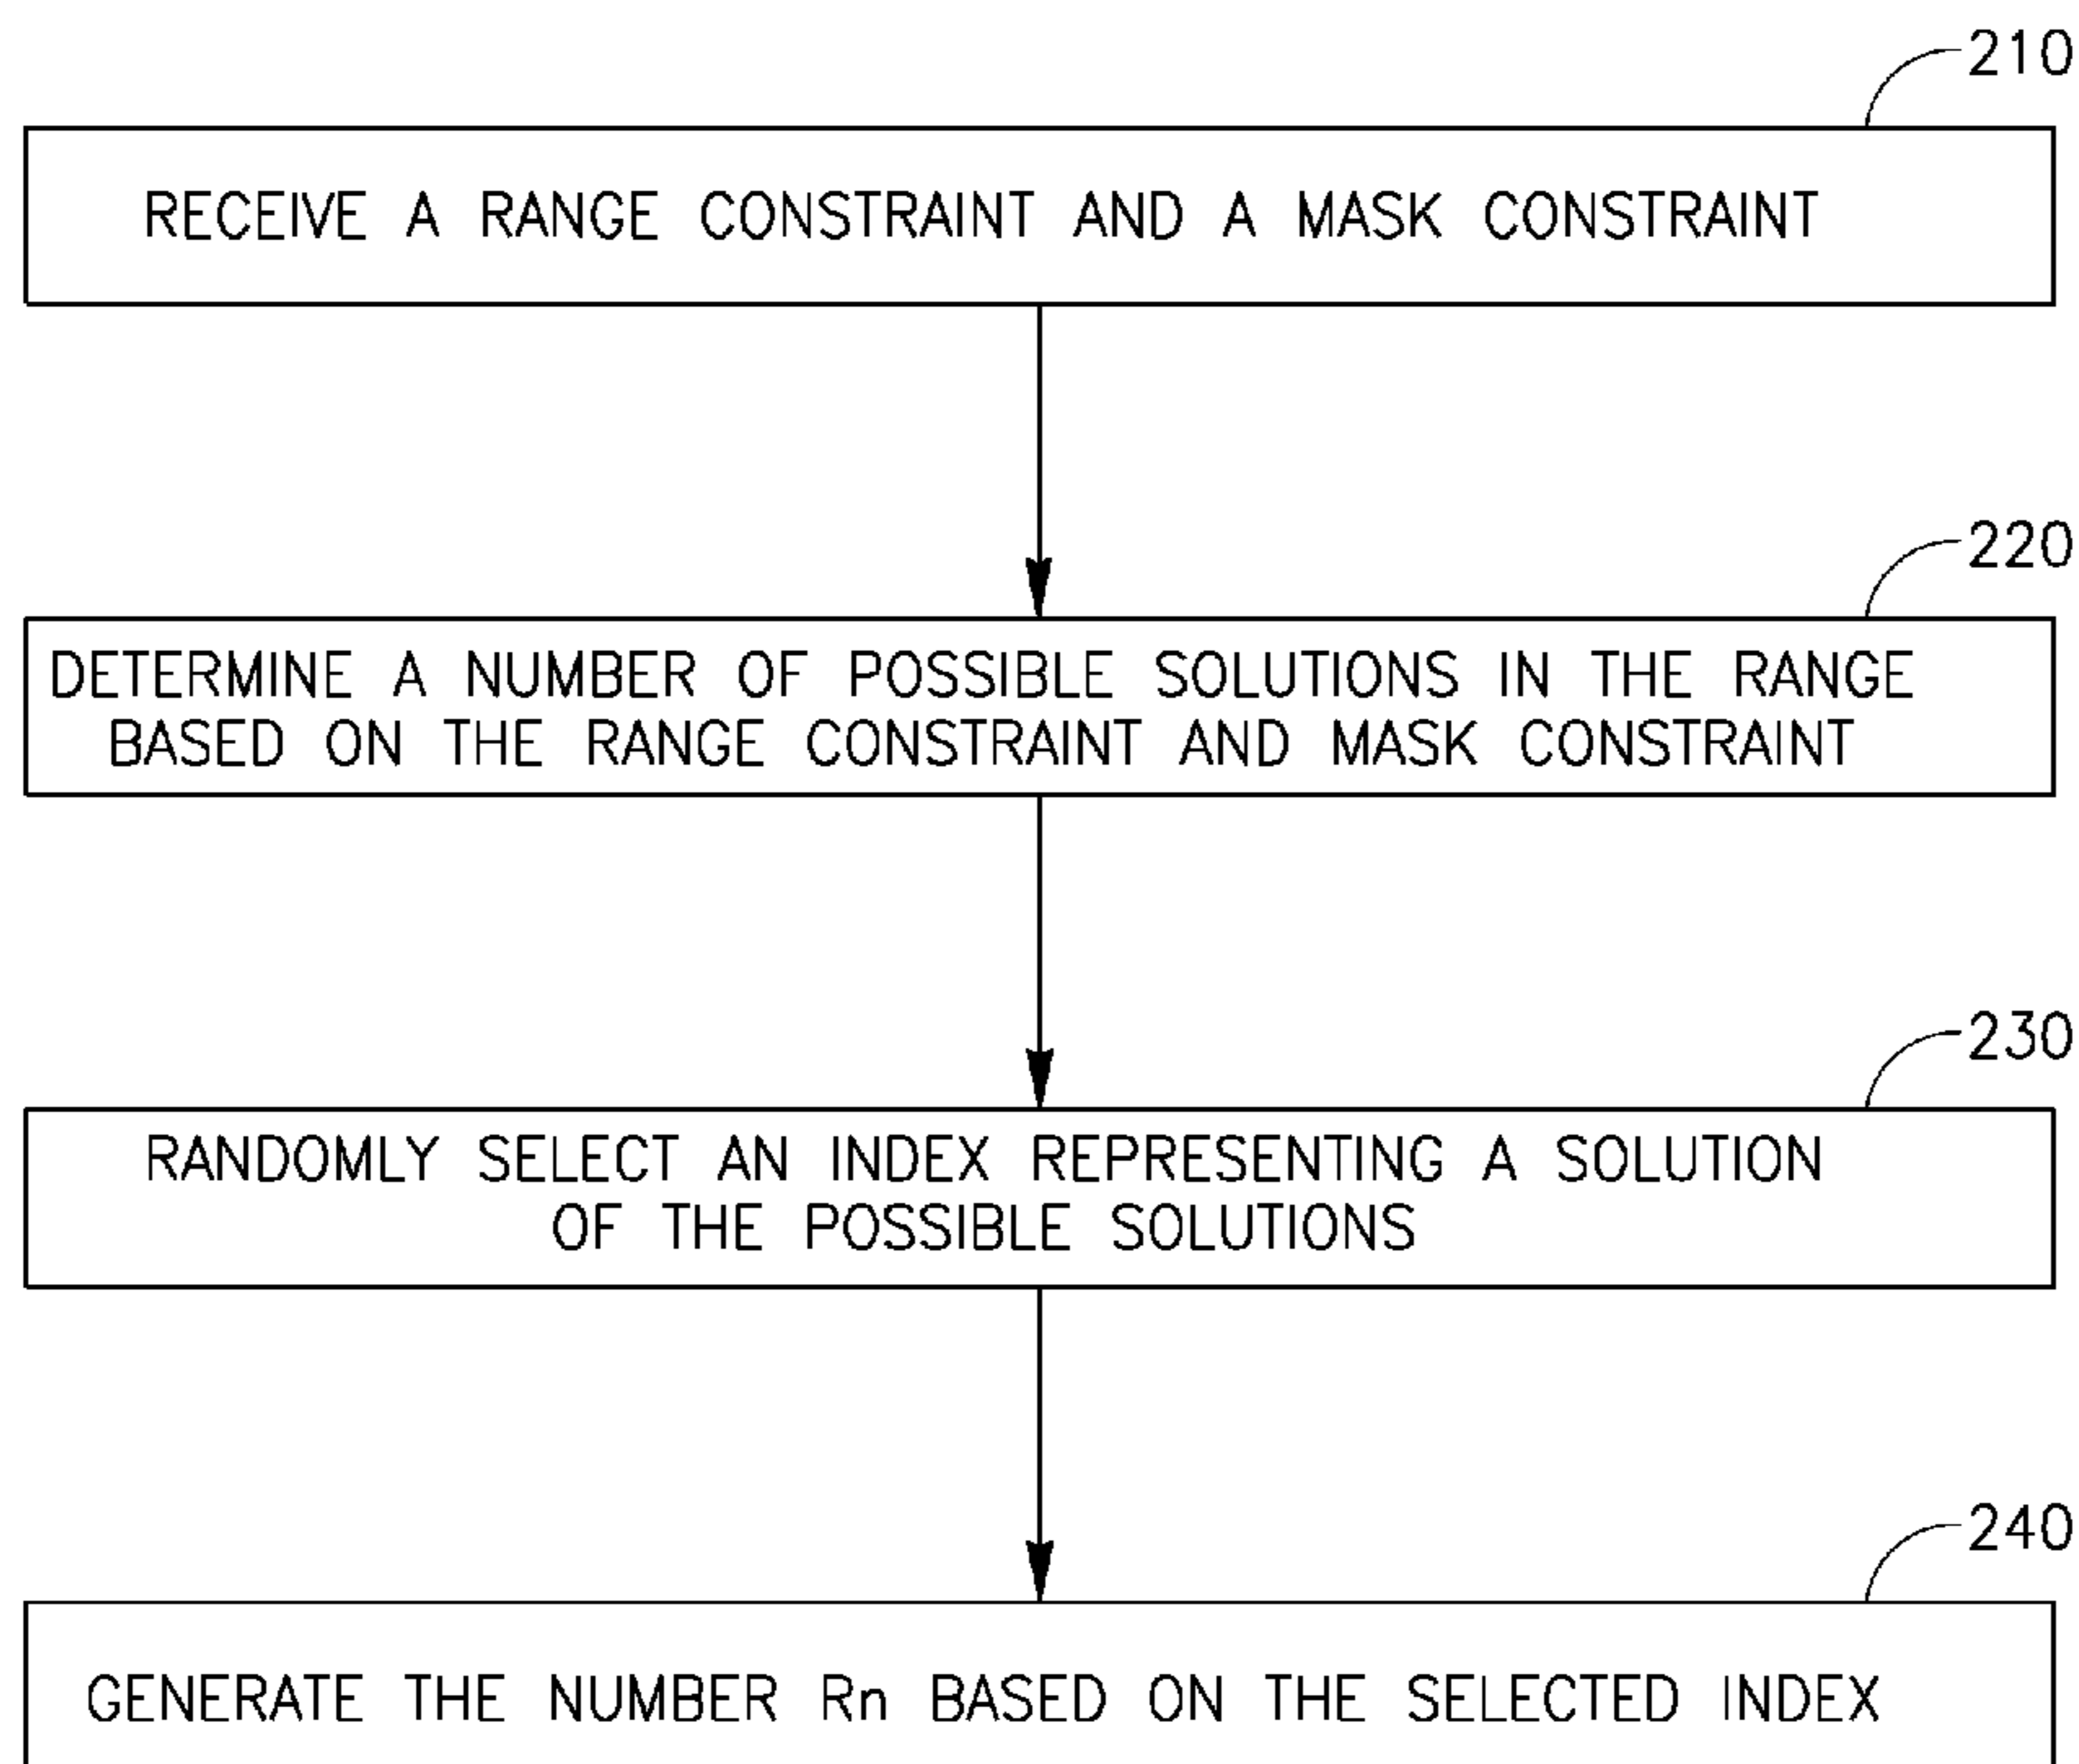 210
RECEIVE A RANGE CONSTRAINT AND A MASK CONSTRAINT
220
DETERMINE A NUMBER OF POSSIBLE SOLUTIONS IN THE RANGE
BASED ON THE RANGE CONSTRAINT AND MASK CONSTRAINT
230
RANDOMLY SELECT AN INDEX REPRESENTING A SOLUTION
OF THE POSSIBLE SOLUTIONS
240
GENERATE THE NUMBER Rn BASED ON THE SELECTED INDEX